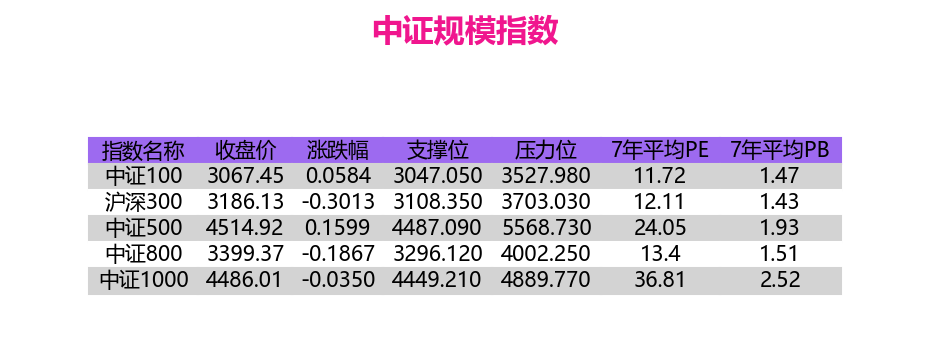 中证规模指数
指数名称 收盘价 涨跌幅 支撑位 压力位 7年平均PE 7年平均PB
中证100 3067.45 0.0584 3047.050 3527.980 11.72 1.47
沪深300 3186.13 -0.3013 3108.350 3703.030 12.11 1.43
中证500 4514.92 0.1599 4487.090 5568.730 24.05 1.93
中证800 3399.37 -0.1867 3296.120 4002.250 13.4 1.51
中证1000 4486.01 -0.0350 4449.210 4889.770 36.81 2.52